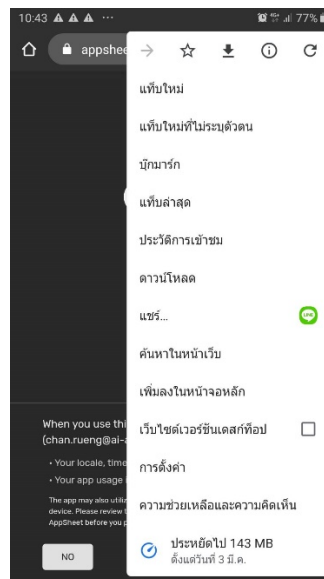 10:43
77%
appshee
แท็บใหม่
แท็บใหม่ที่ไม่ระบุตัวตน
บุ๊กมาร์ก
แท็บล่าสุด
ประวัติการเข้าชม
ดาวน์โหลด
แชร์...
LINE
ค้นหาในหน้าเว็บ
เพิ่มลงในหน้าจอหลัก
เว็บไซต์เวอร์ชันเดสก์ท็อป
การตั้งค่า
ความช่วยเหลือและความคิดเห็น
ประหยัดไป 143 MB
ตั้งแต่วันที่ 3 มี.ค.
When you use thi
(chan.rueng@ai-
• Your locale, time
• Your app usage
The app may also utiliz
device. Please review t
AppSheet before you p
NO